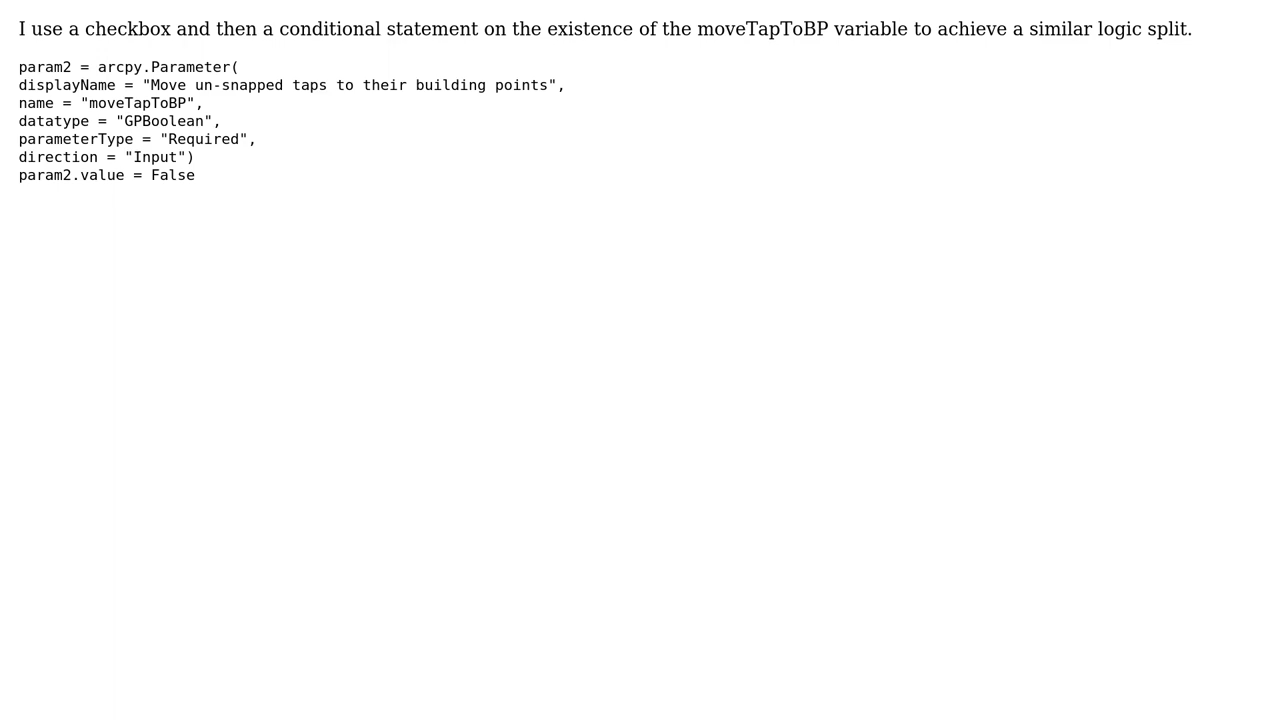 I use a checkbox and then a conditional statement on the existence of the moveTapToBP variable to achieve a similar logic split.
param2 = arcpy.Parameter(
displayName = "Move un-snapped taps to their building points",
name = "moveTapToBP",
datatype = "GPBoolean",
parameterType = "Required",
direction = "Input")
param2.value = False